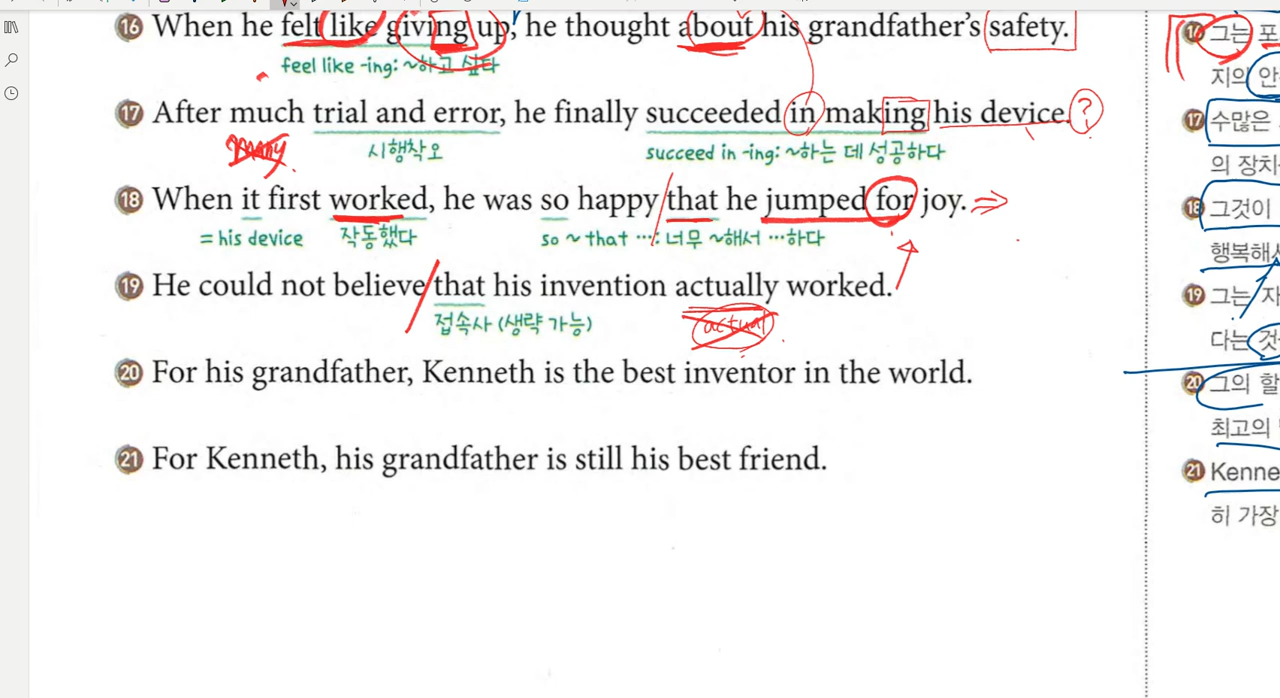 16 When he felt like giving up, he thought about his grandfather's safety.
feel like -ing: ~하고 싶다
17 After much trial and error, he finally succeeded in making his device. ?
many 시행착오 succeed in -ing: ~하는 데 성공하다
18 When it first worked, he was so happy / that he jumped for joy. ⇒
= his device 작동했다 so ~ that …: 너무 ~해서 …하다
19 He could not believe / that his invention actually worked.
접속사 (생략 가능) actual
20 For his grandfather, Kenneth is the best inventor in the world.
21 For Kenneth, his grandfather is still his best friend.
16 그는 포
지의 안
17 수많은
의 장치
18 그것이
행복해서
19 그는 자
다는 것
20 그의 할
최고의
21 Kenne
히 가장